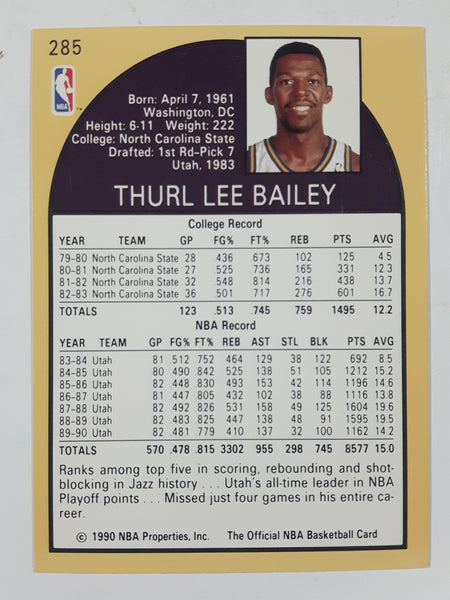 285
NBA
Born: April 7, 1961
Washington, DC
Height: 6-11 Weight: 222
College: North Carolina State
Drafted: 1st Rd-Pick 7
Utah, 1983
THURL LEE BAILEY
College Record
YEAR TEAM GP FG% FT% REB PTS AVG
79-80 North Carolina State 28 .436 .673 102 125 4.5
80-81 North Carolina State 27 .525 .736 165 331 12.3
81-82 North Carolina State 32 .548 .814 216 438 13.7
82-83 North Carolina State 36 .501 .717 276 601 16.7
TOTALS 123 .513 .745 759 1495 12.2
NBA Record
YEAR TEAM GP FG% FT% REB AST STL BLK PTS AVG
83-84 Utah 81 .512 .752 464 129 38 122 692 8.5
84-85 Utah 80 .490 .842 525 138 51 105 1212 15.2
85-86 Utah 82 .448 .830 493 153 42 114 1196 14.6
86-87 Utah 81 .447 .805 432 102 38 88 1116 13.8
87-88 Utah 82 .492 .826 531 158 49 125 1604 19.6
88-89 Utah 82 .483 .825 447 138 48 91 1595 19.5
89-90 Utah 82 .481 .779 410 137 32 100 1162 14.2
TOTALS 570 .478 .815 3302 955 298 745 8577 15.0
Ranks among top five in scoring, rebounding and shot-
blocking in Jazz history . . . Utah's all-time leader in NBA
Playoff points . . . Missed just four games in his entire ca-
reer.
© 1990 NBA Properties, Inc. The Official NBA Basketball Card